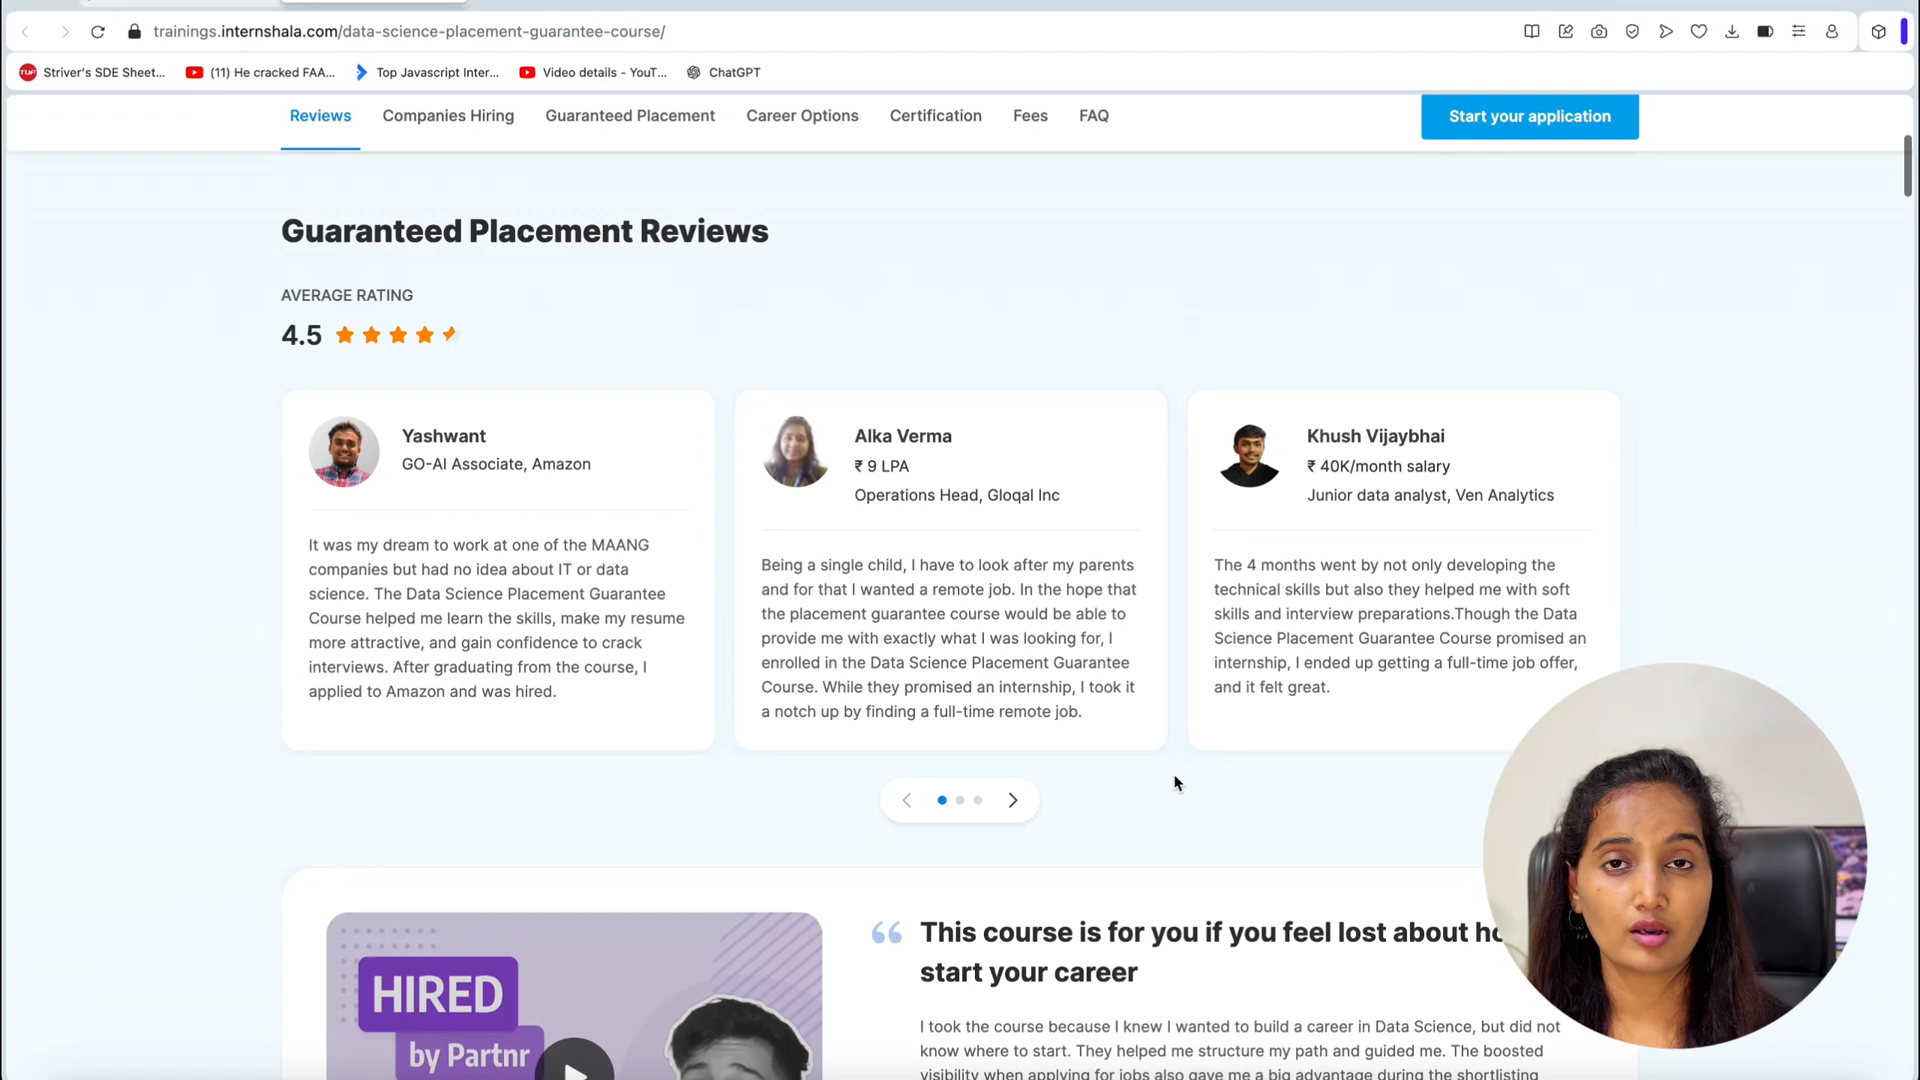 trainings.internshala.com/data-science-placement-guarantee-course/
TUF Striver's SDE Sheet...
(11) He cracked FAA...
Top Javascript Inter...
Video details - YouT...
ChatGPT
Reviews
Companies Hiring
Guaranteed Placement
Career Options
Certification
Fees
FAQ
Start your application
Guaranteed Placement Reviews
AVERAGE RATING
4.5
Yashwant
GO-AI Associate, Amazon
It was my dream to work at one of the MAANG
companies but had no idea about IT or data
science. The Data Science Placement Guarantee
Course helped me learn the skills, make my resume
more attractive, and gain confidence to crack
interviews. After graduating from the course, I
applied to Amazon and was hired.
Alka Verma
₹ 9 LPA
Operations Head, Gloqal Inc
Being a single child, I have to look after my parents
and for that I wanted a remote job. In the hope that
the placement guarantee course would be able to
provide me with exactly what I was looking for, I
enrolled in the Data Science Placement Guarantee
Course. While they promised an internship, I took it
a notch up by finding a full-time remote job.
Khush Vijaybhai
₹ 40K/month salary
Junior data analyst, Ven Analytics
The 4 months went by not only developing the
technical skills but also they helped me with soft
skills and interview preparations.Though the Data
Science Placement Guarantee Course promised an
internship, I ended up getting a full-time job offer,
and it felt great.
HIRED
by Partnr
This course is for you if you feel lost about
start your career
I took the course because I knew I wanted to build a career in Data Science, but did not
know where to start. They helped me structure my path and guided me. The boosted
visibility when applying for jobs also gave me a big advantage during the shortlisting